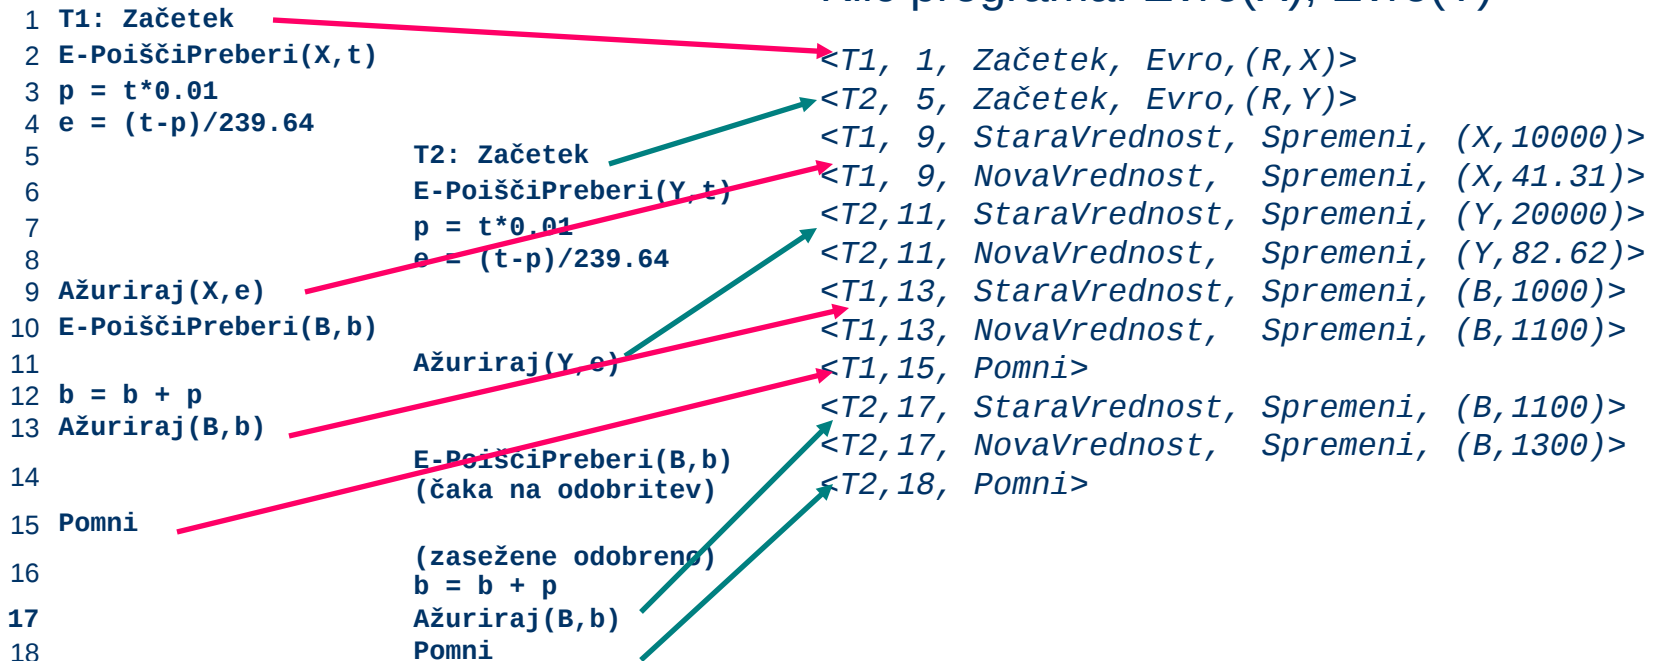 1 T1: Začetek
2 E-PoiščiPreberi(X,t)
3 p = t*0.01
4 e = (t-p)/239.64
5 T2: Začetek
6 E-PoiščiPreberi(Y,t)
7 p = t*0.01
8 e = (t-p)/239.64
9 Ažuriraj(X,e)
10 E-PoiščiPreberi(B,b)
11 Ažuriraj(Y,e)
12 b = b + p
13 Ažuriraj(B,b)
14 E-PoiščiPreberi(B,b)
(čaka na odobritev)
15 Pomni
16 (zasežene odobreno)
b = b + p
17 Ažuriraj(B,b)
18 Pomni
<T1, 1, Začetek, Evro,(R,X)>
<T2, 5, Začetek, Evro,(R,Y)>
<T1, 9, StaraVrednost, Spremeni, (X,10000)>
<T1, 9, NovaVrednost, Spremeni, (X,41.31)>
<T2,11, StaraVrednost, Spremeni, (Y,20000)>
<T2,11, NovaVrednost, Spremeni, (Y,82.62)>
<T1,13, StaraVrednost, Spremeni, (B,1000)>
<T1,13, NovaVrednost, Spremeni, (B,1100)>
<T1,15, Pomni>
<T2,17, StaraVrednost, Spremeni, (B,1100)>
<T2,17, NovaVrednost, Spremeni, (B,1300)>
<T2,18, Pomni>